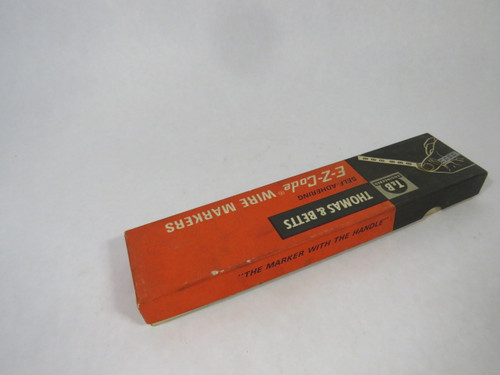 T&B
THOMAS & BETTS
SELF-ADHERING
E-Z-Code® WIRE MARKERS
"THE MARKER WITH THE HANDLE"